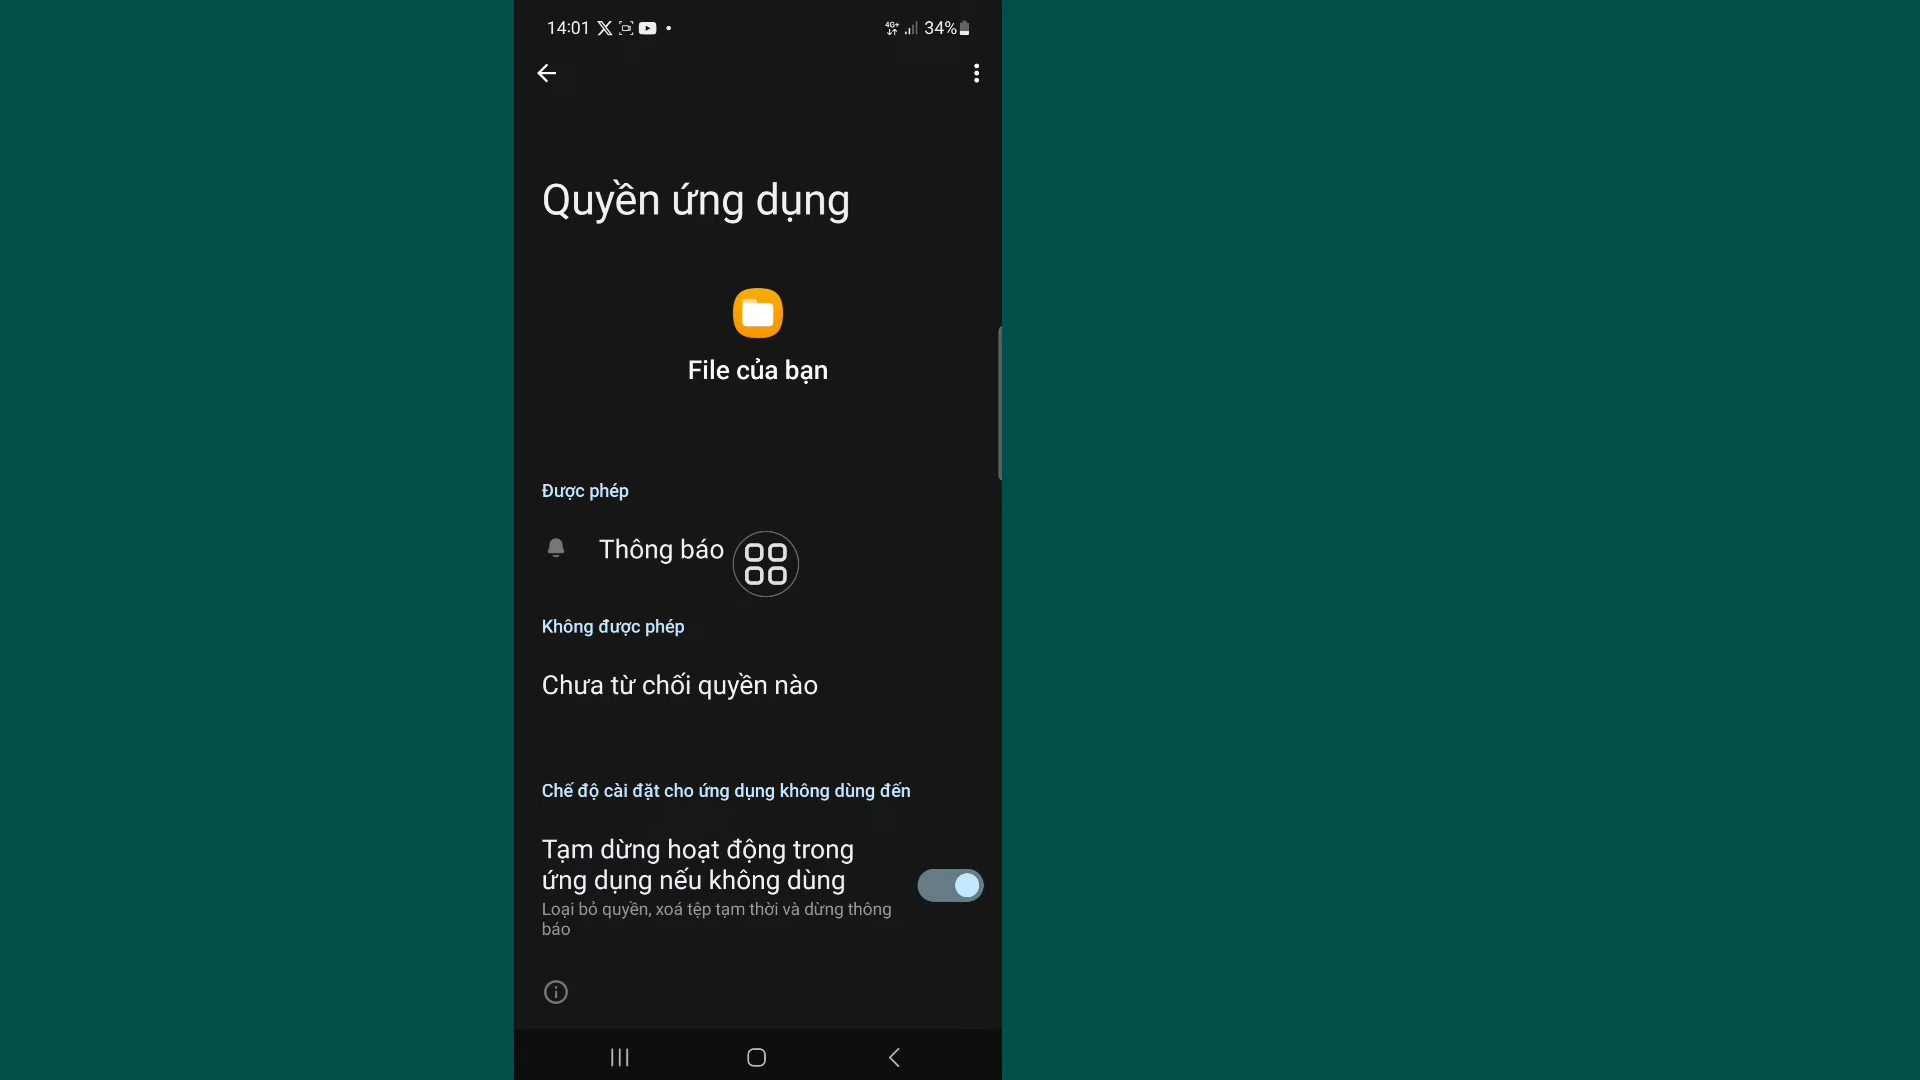 14:01
4G+
34%
Quyền ứng dụng
File của bạn
Được phép
Thông báo
Không được phép
Chưa từ chối quyền nào
Chế độ cài đặt cho ứng dụng không dùng đến
Tạm dừng hoạt động trong
ứng dụng nếu không dùng
Loại bỏ quyền, xoá tệp tạm thời và dừng thông
báo